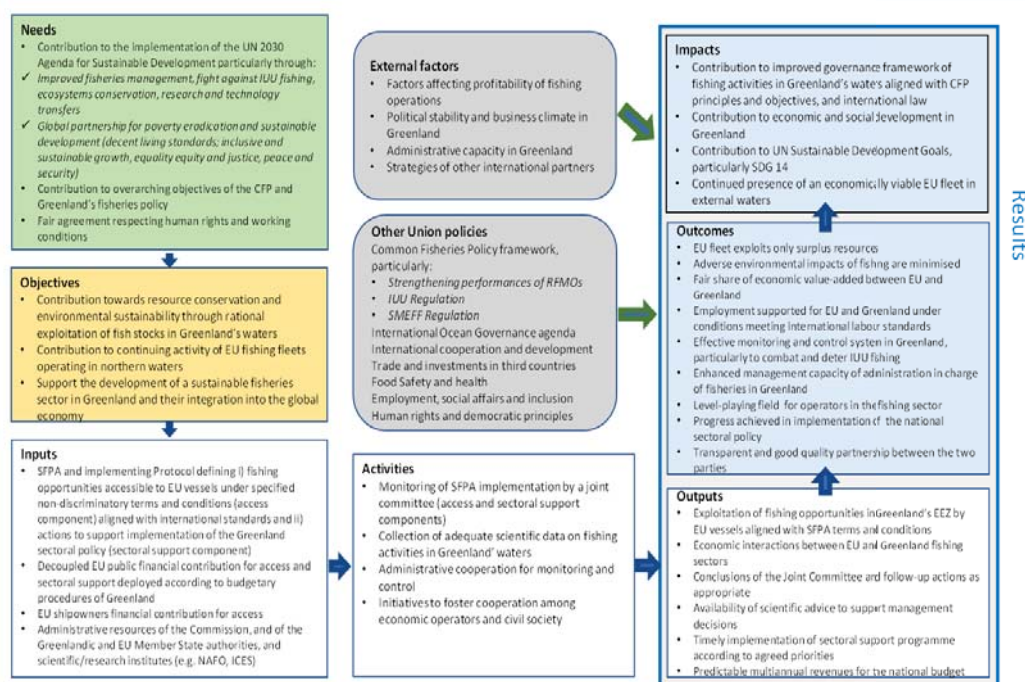 Needs
• Contribution to the implementation of the UN 2030
Agenda for Sustainable Development particularly through:
✓ Improved fisheries management, fight against IUU fishing,
ecosystems conservation, research and technology
transfers
✓ Global partnership for poverty eradication and sustainable
development (decent living standards; inclusive and
sustainable growth, equality equity and justice, peace and
security)
• Contribution to overarching objectives of the CFP and
Greenland's fisheries policy
• Fair agreement respecting human rights and working
conditions
Objectives
• Contribution towards resource conservation and
environmental sustainability through rational
exploitation of fish stocks in Greenland's waters
• Contribution to continuing activity of EU fishing fleets
operating in northern waters
• Support the development of a sustainable fisheries
sector in Greenland and their integration into the global
economy
Inputs
• SFPA and implementing Protocol defining i) fishing
opportunities accessible to EU vessels under specified
non-discriminatory terms and conditions (access
component) aligned with international standards and ii)
actions to support implementation of the Greenland
sectoral policy (sectoral support component)
• Decoupled EU public financial contribution for access and
sectoral support deployed according to budgetary
procedures of Greenland
• EU shipowners financial contribution for access
• Administrative resources of the Commission, and of the
Greenlandic and EU Member State authorities, and
scientific/research institutes (e.g. NAFO, ICES)
External factors
• Factors affecting profitability of fishing
operations
• Political stability and business climate in
Greenland
• Administrative capacity in Greenland
• Strategies of other international partners
Other Union policies
Common Fisheries Policy framework,
particularly:
• Strengthening performances of RFMOs
• IUU Regulation
• SMEFF Regulation
International Ocean Governance agenda
International cooperation and development
Trade and investments in third countries
Food Safety and health
Employment, social affairs and inclusion
Human rights and democratic principles
Activities
• Monitoring of SFPA implementation by a joint
committee (access and sectoral support
components)
• Collection of adequate scientific data on fishing
activities in Greenland' waters
• Administrative cooperation for monitoring and
control
• Initiatives to foster cooperation among
economic operators and civil society
Impacts
• Contribution to improved governance framework of
fishing activities in Greenland's waters aligned with CFP
principles and objectives, and international law
• Contribution to economic and social development in
Greenland
• Contribution to UN Sustainable Development Goals,
particularly SDG 14
• Continued presence of an economically viable EU fleet in
external waters
Outcomes
• EU fleet exploits only surplus resources
• Adverse environmental impacts of fishng are minimised
• Fair share of economic value-added between EU and
Greenland
• Employment supported for EU and Greenland under
conditions meeting International labour standards
• Effective monitoring and control system in Greenland,
particularly to combat and deter IUU fishing
• Enhanced management capacity of administration in charge
of fisheries in Greenland
• Level-playing field for operators in the fishing sector
• Progress achieved in implementation of the national
sectoral policy
• Transparent and good quality partnership between the two
parties
Outputs
• Exploitation of fishing opportunities in Greenland's EEZ by
EU vessels aligned with SFPA terms and conditions
• Economic interactions between EU and Greenland fishing
sectors
• Conclusions of the Joint Committee and follow-up actions as
appropriate
• Availability of scientific advice to support management
decisions
• Timely implementation of sectoral support programme
according to agreed priorities
• Predictable multiannual revenues for the national budget
Results